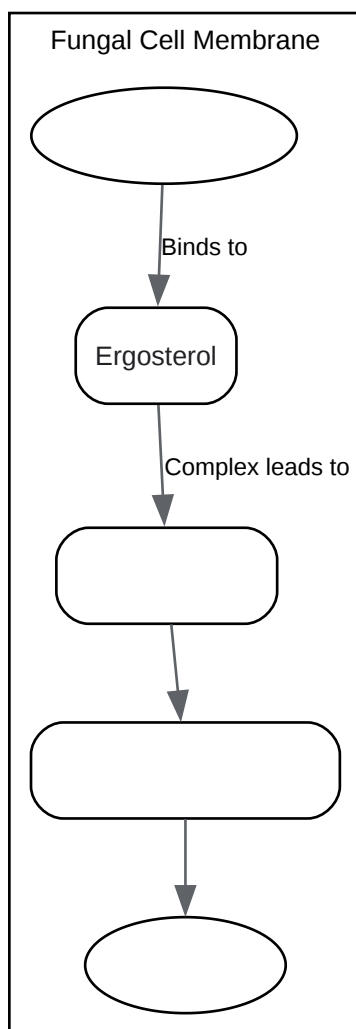 Fungal Cell Membrane
Binds to
Ergosterol
Complex leads to